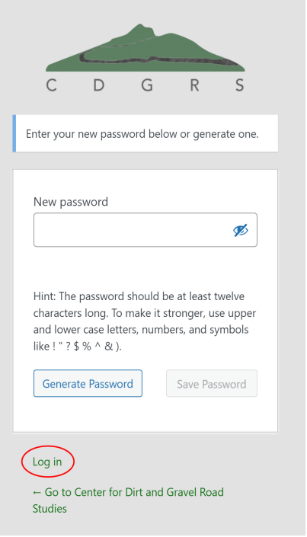 C D G R S
Enter your new password below or generate one.
New password
Hint: The password should be at least twelve
characters long. To make it stronger, use upper
and lower case letters, numbers, and symbols
like ! " ? $ % ^ & ).
Generate Password Save Password
Log in
← Go to Center for Dirt and Gravel Road
Studies